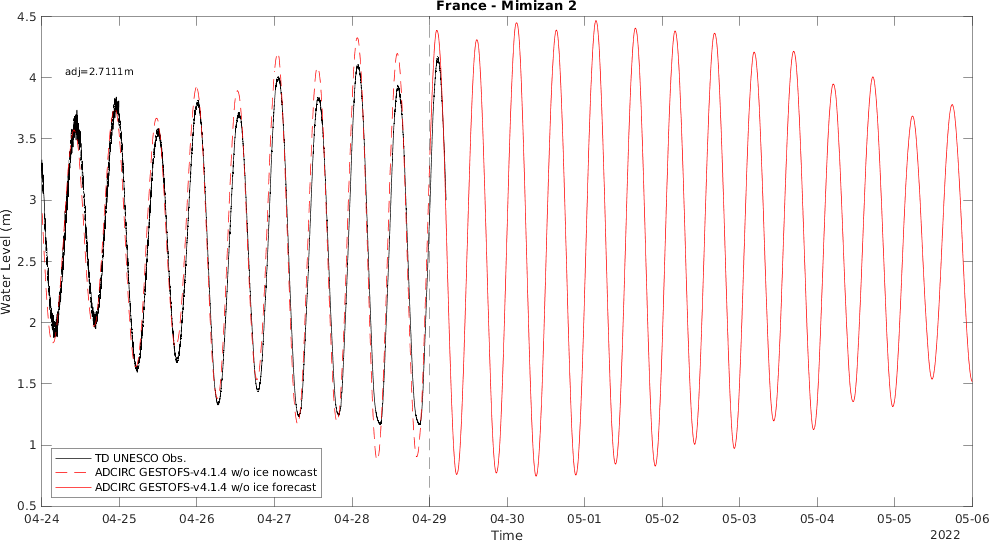 France - Mimizan 2
4.5
4
3.5
3
2.5
2
1.5
1
0.5
Water Level (m)
adj=2.7111m
TD UNESCO Obs.
ADCIRC GESTOFS-v4.1.4 w/o ice nowcast
ADCIRC GESTOFS-v4.1.4 w/o ice forecast
04-24 04-25 04-26 04-27 04-28 04-29 04-30 05-01 05-02 05-03 05-04 05-05 05-06
Time
2022